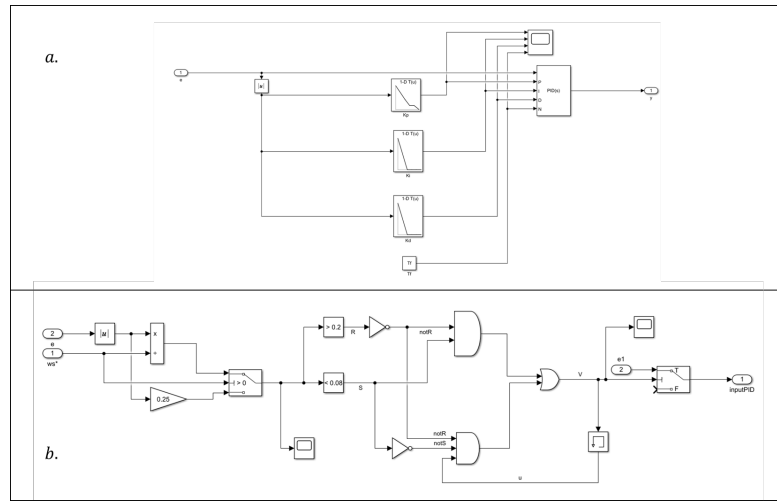 a.
1
e
|u|
1-D T(u)
Kp
1-D T(u)
Ki
1-D T(u)
Kd
Tf
Tf
P
I
D
N
PID(s)
1
Y
b.
2
e
1
ws*
|u|
×
÷
0.25
> 0
> 0.2
R
< 0.08
S
notR
notR
notS
u
V
e1
2
T
F
1
inputPID